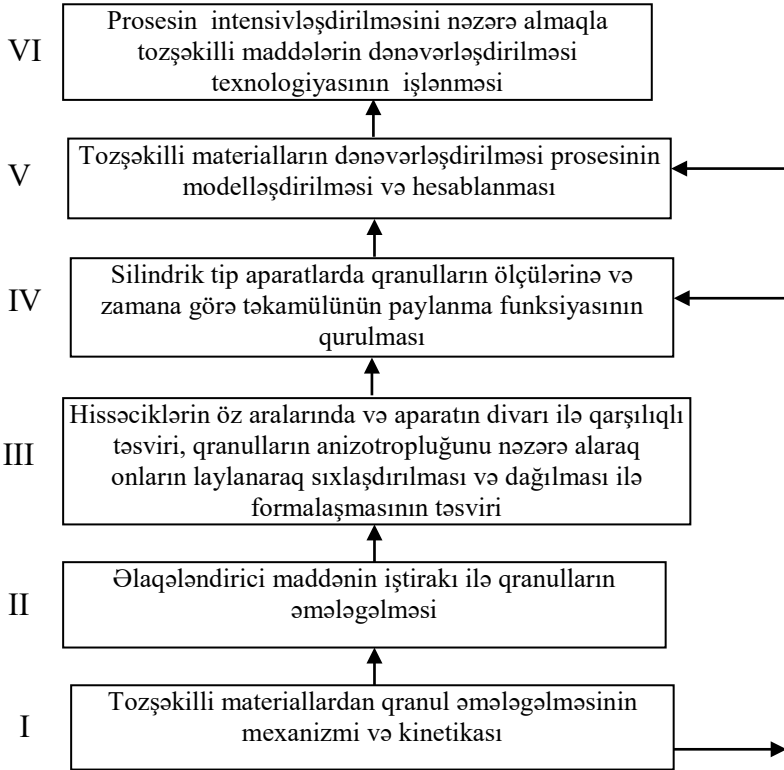 VI
Prosesin intensivləşdirilməsini nəzərə almaqla
tozşəkilli maddələrin dənəvərləşdirilməsi
texnologiyasının işlənməsi
V
Tozşəkilli materialların dənəvərləşdirilməsi prosesinin
modelləşdirilməsi və hesablanması
IV
Silindrik tip aparatlarda qranulların ölçülərinə və
zamana görə təkamülünün paylanma funksiyasının
qurulması
III
Hissəciklərin öz aralarında və aparatın divarı ilə qarşılıqlı
təsviri, qranulların anizotropluğunu nəzərə alaraq
onların laylanaraq sıxlaşdırılması və dağılması ilə
formalaşmasının təsviri
II
Əlaqələndirici maddənin iştirakı ilə qranulların
əmələgəlməsi
I
Tozşəkilli materiallardan qranul əmələgəlməsinin
mexanizmi və kinetikası